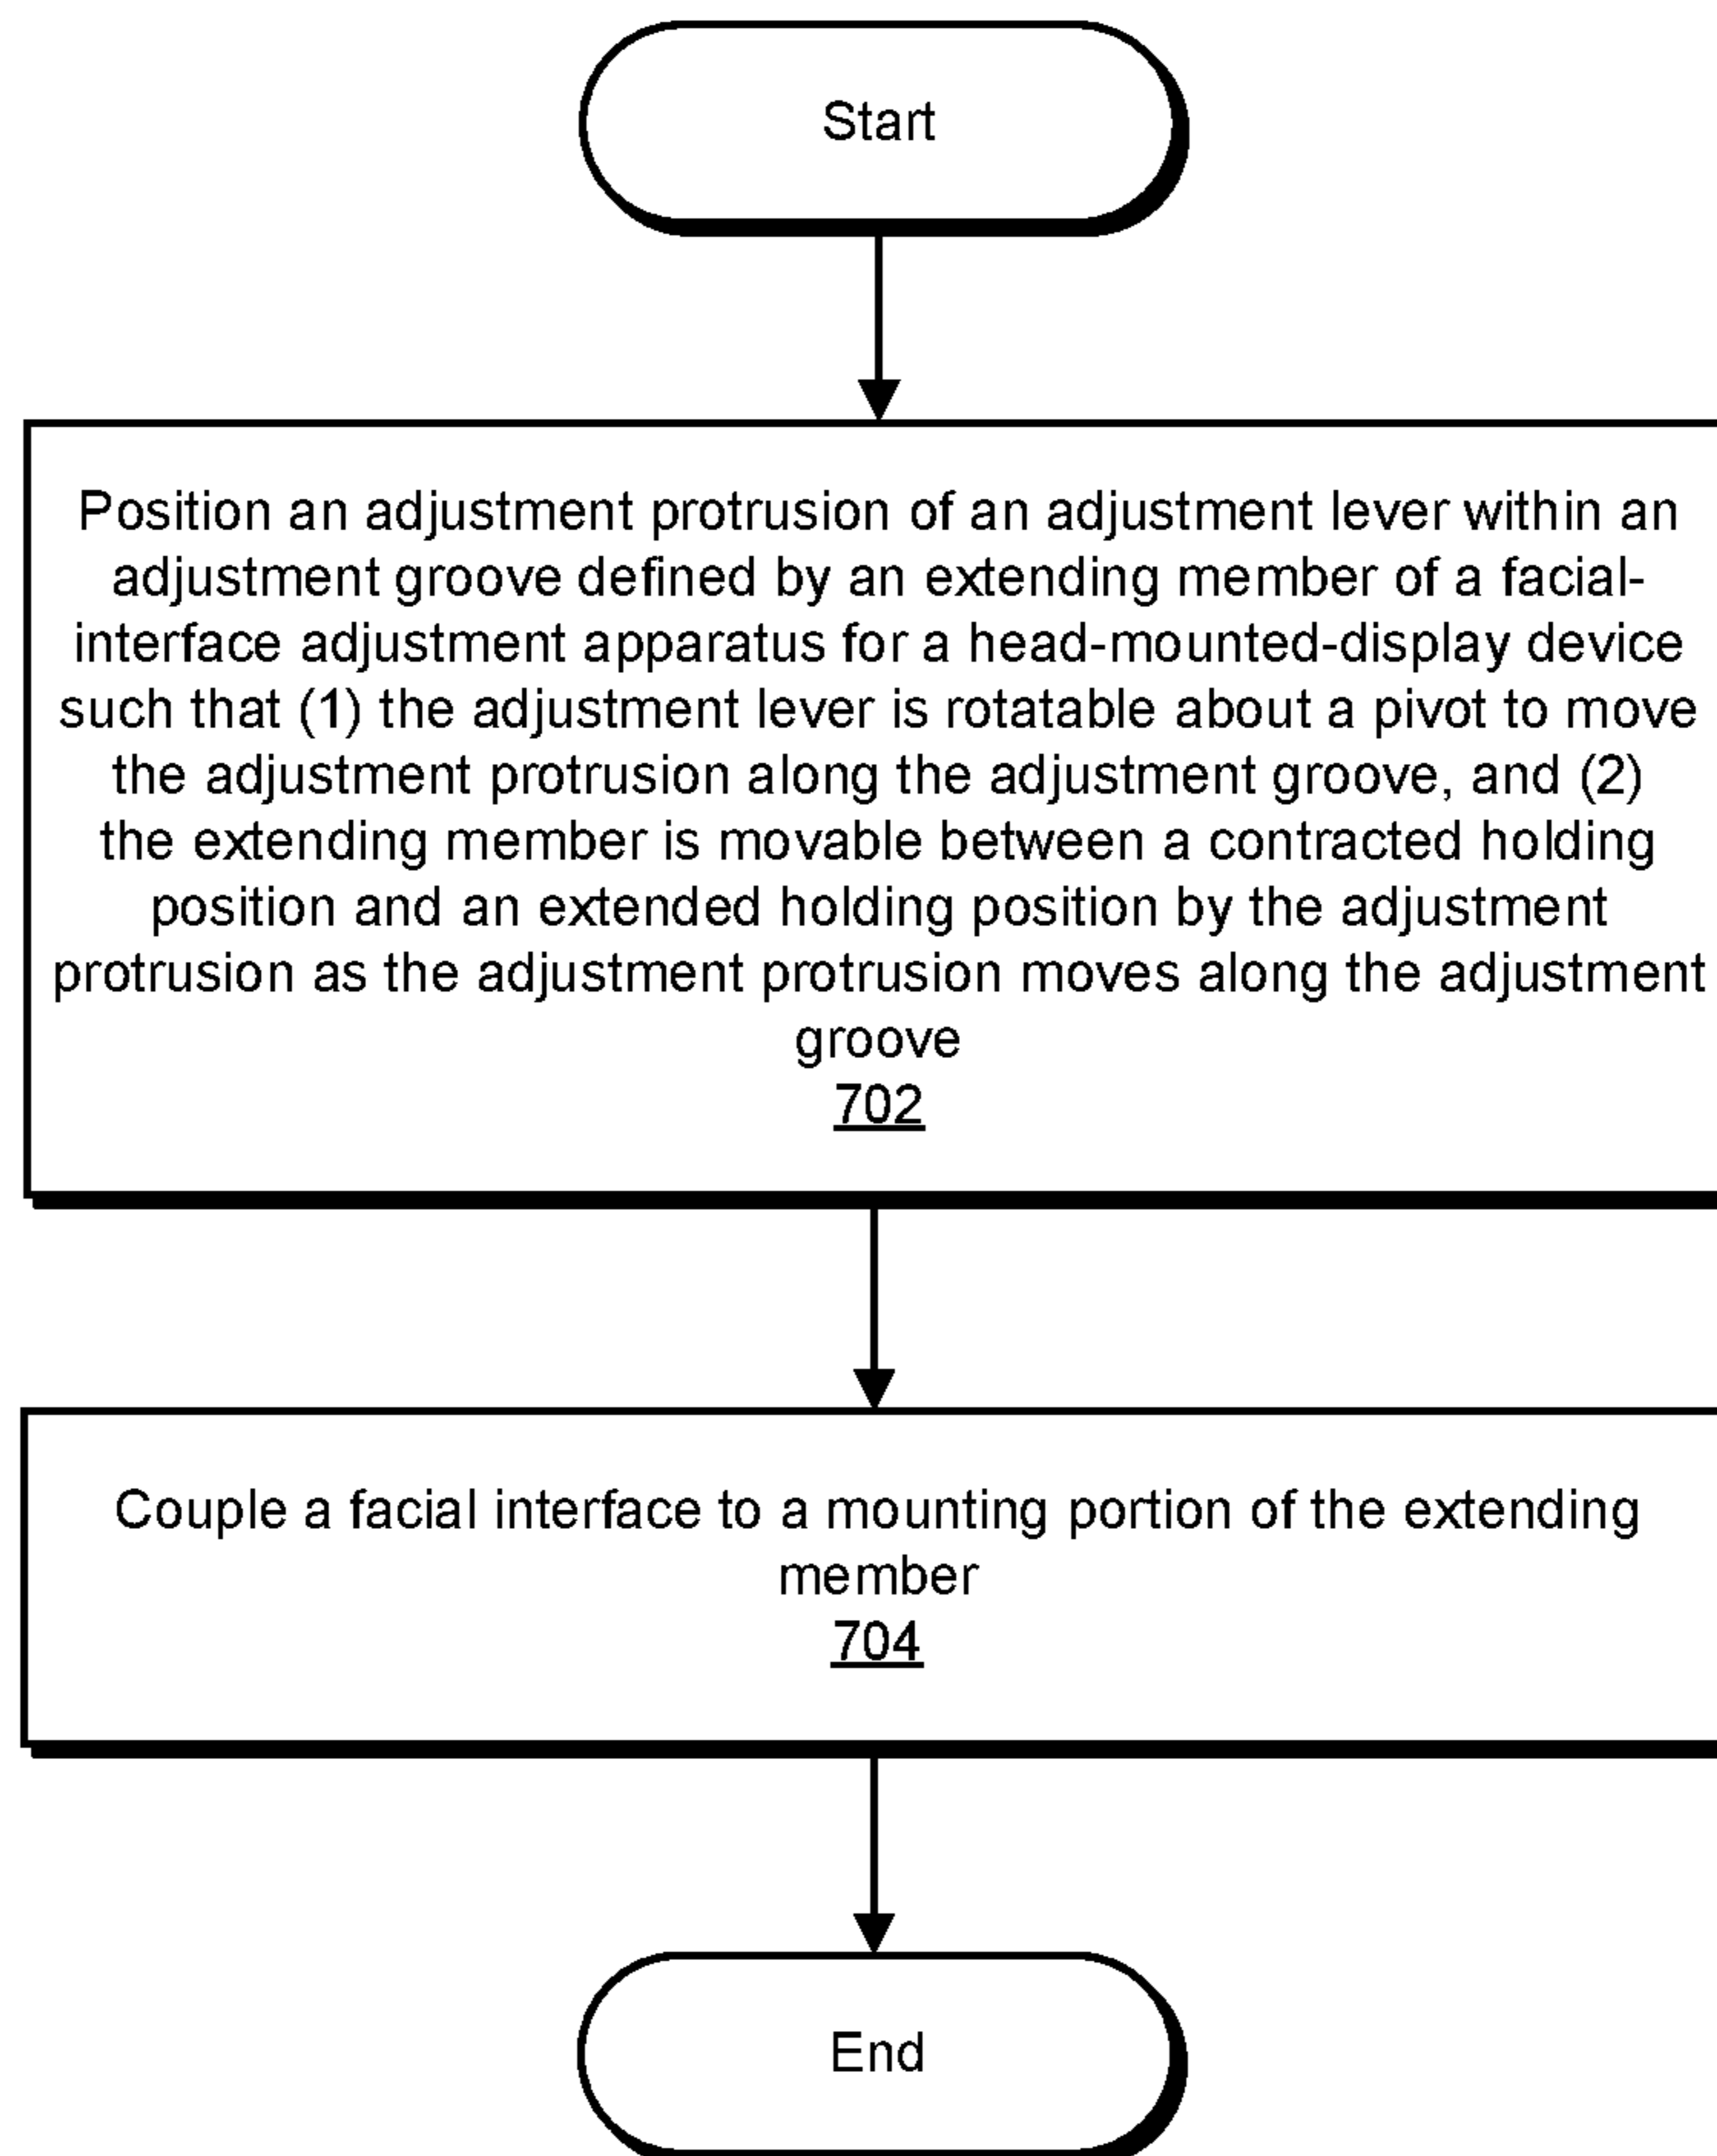 Start
Position an adjustment protrusion of an adjustment lever within an
adjustment groove defined by an extending member of a facial-
interface adjustment apparatus for a head-mounted-display device
such that (1) the adjustment lever is rotatable about a pivot to move
the adjustment protrusion along the adjustment groove, and (2)
the extending member is movable between a contracted holding
position and an extended holding position by the adjustment
protrusion as the adjustment protrusion moves along the adjustment
groove
702
Couple a facial interface to a mounting portion of the extending
member
704
End